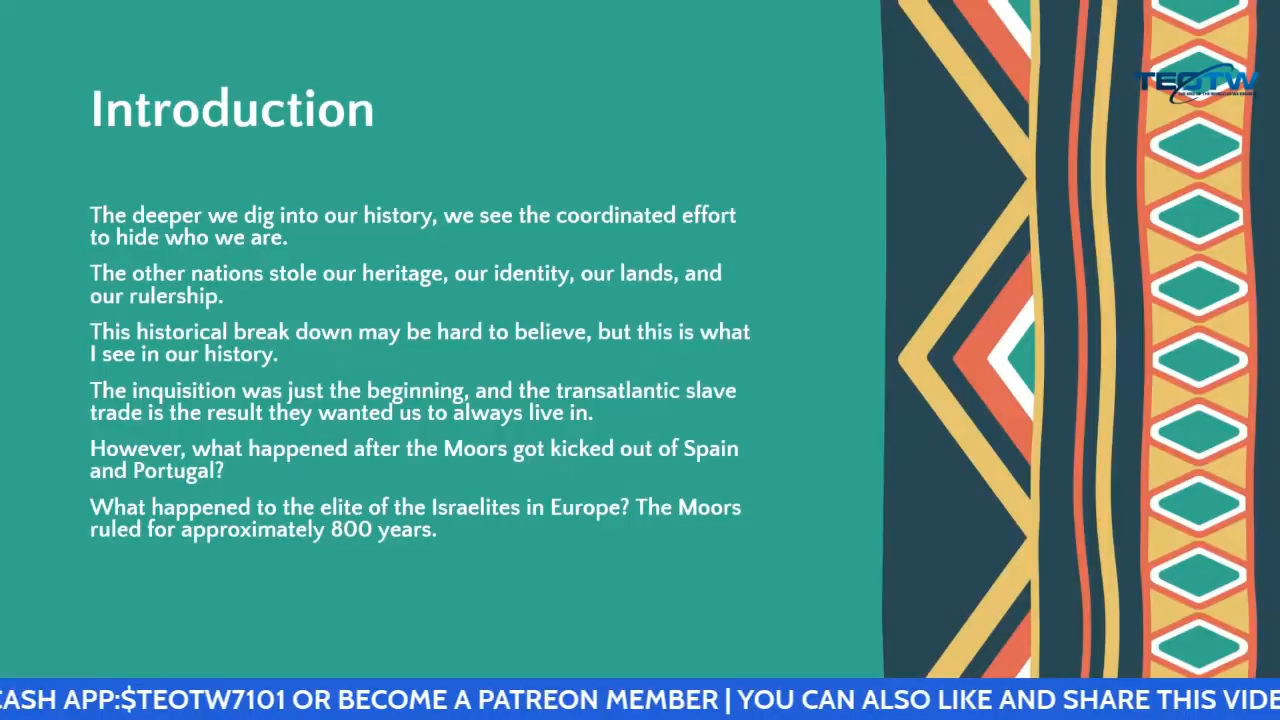 TEOTW
Introduction
The deeper we dig into our history, we see the coordinated effort
to hide who we are.
The other nations stole our heritage, our identity, our lands, and
our rulership.
This historical break down may be hard to believe, but this is what
I see in our history.
The inquisition was just the beginning, and the transatlantic slave
trade is the result they wanted us to always live in.
However, what happened after the Moors got kicked out of Spain
and Portugal?
What happened to the elite of the Israelites in Europe? The Moors
ruled for approximately 800 years.
CASH APP:$TEOTW7101 OR BECOME A PATREON MEMBER | YOU CAN ALSO LIKE AND SHARE THIS VIDE